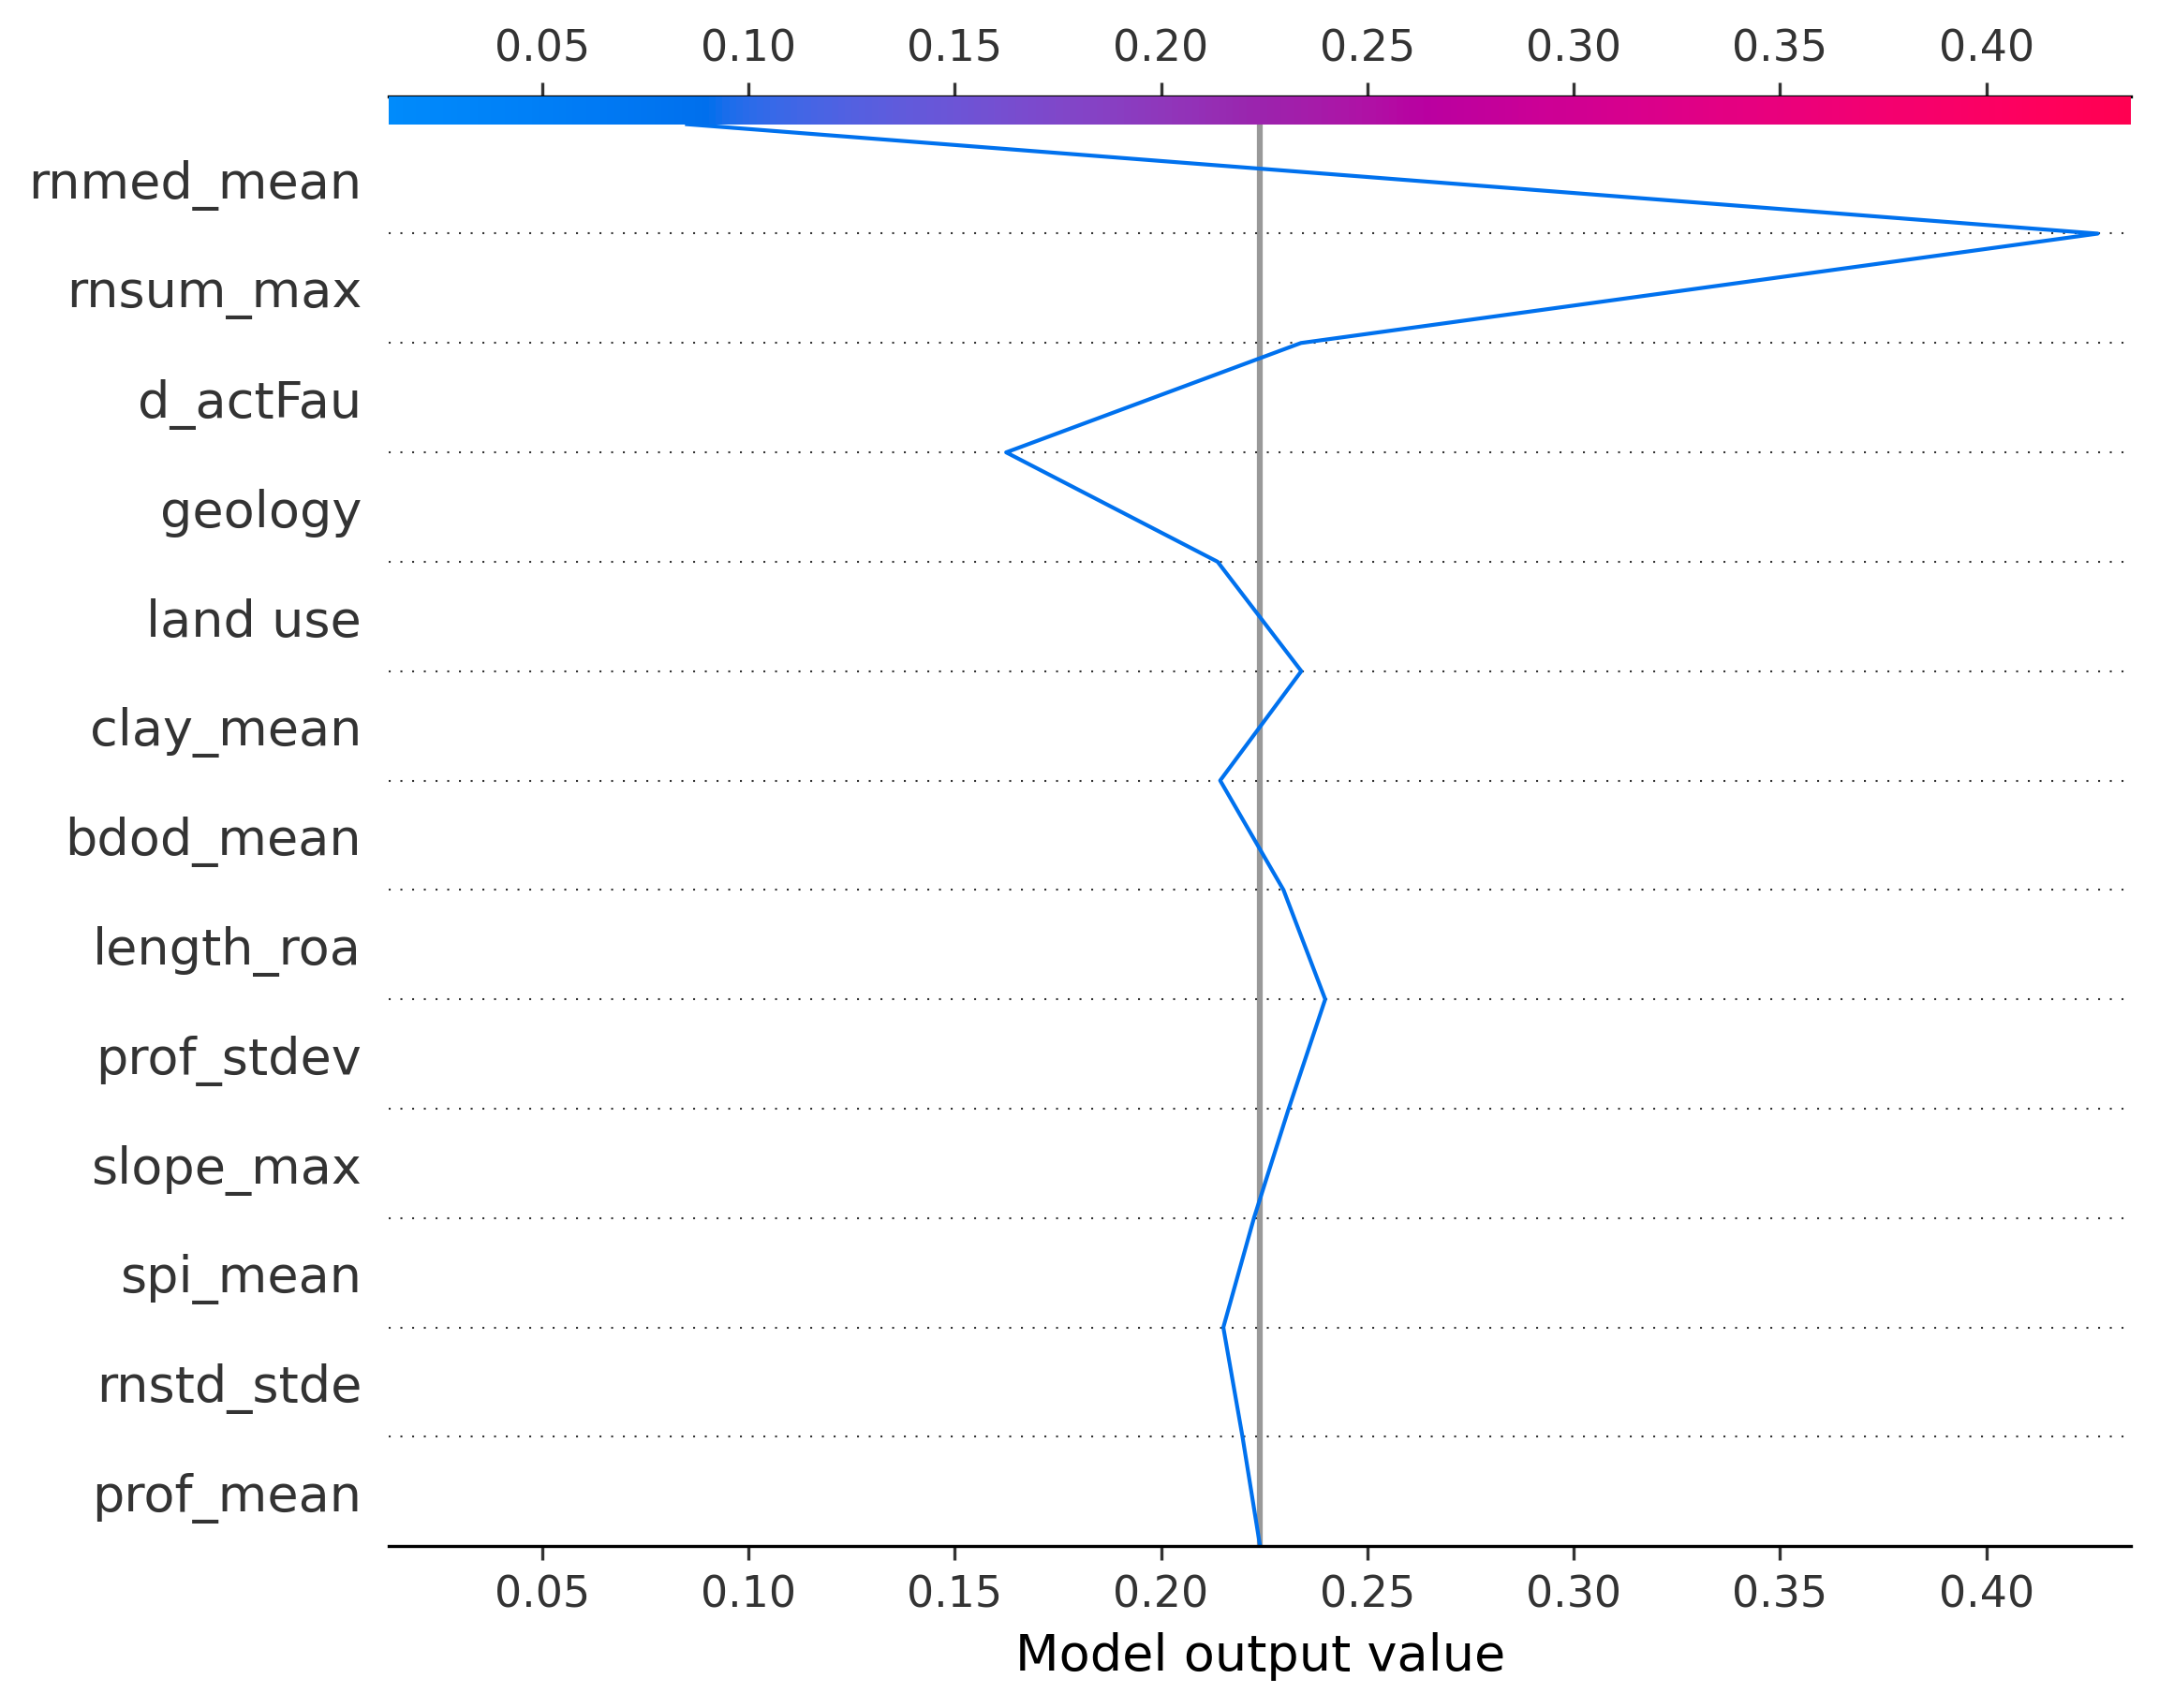 0.05 0.10 0.15 0.20 0.25 0.30 0.35 0.40
rnmed_mean
rnsum_max
d_actFau
geology
land use
clay_mean
bdod_mean
length_roa
prof_stdev
slope_max
spi_mean
rnstd_stde
prof_mean
0.05 0.10 0.15 0.20 0.25 0.30 0.35 0.40
Model output value